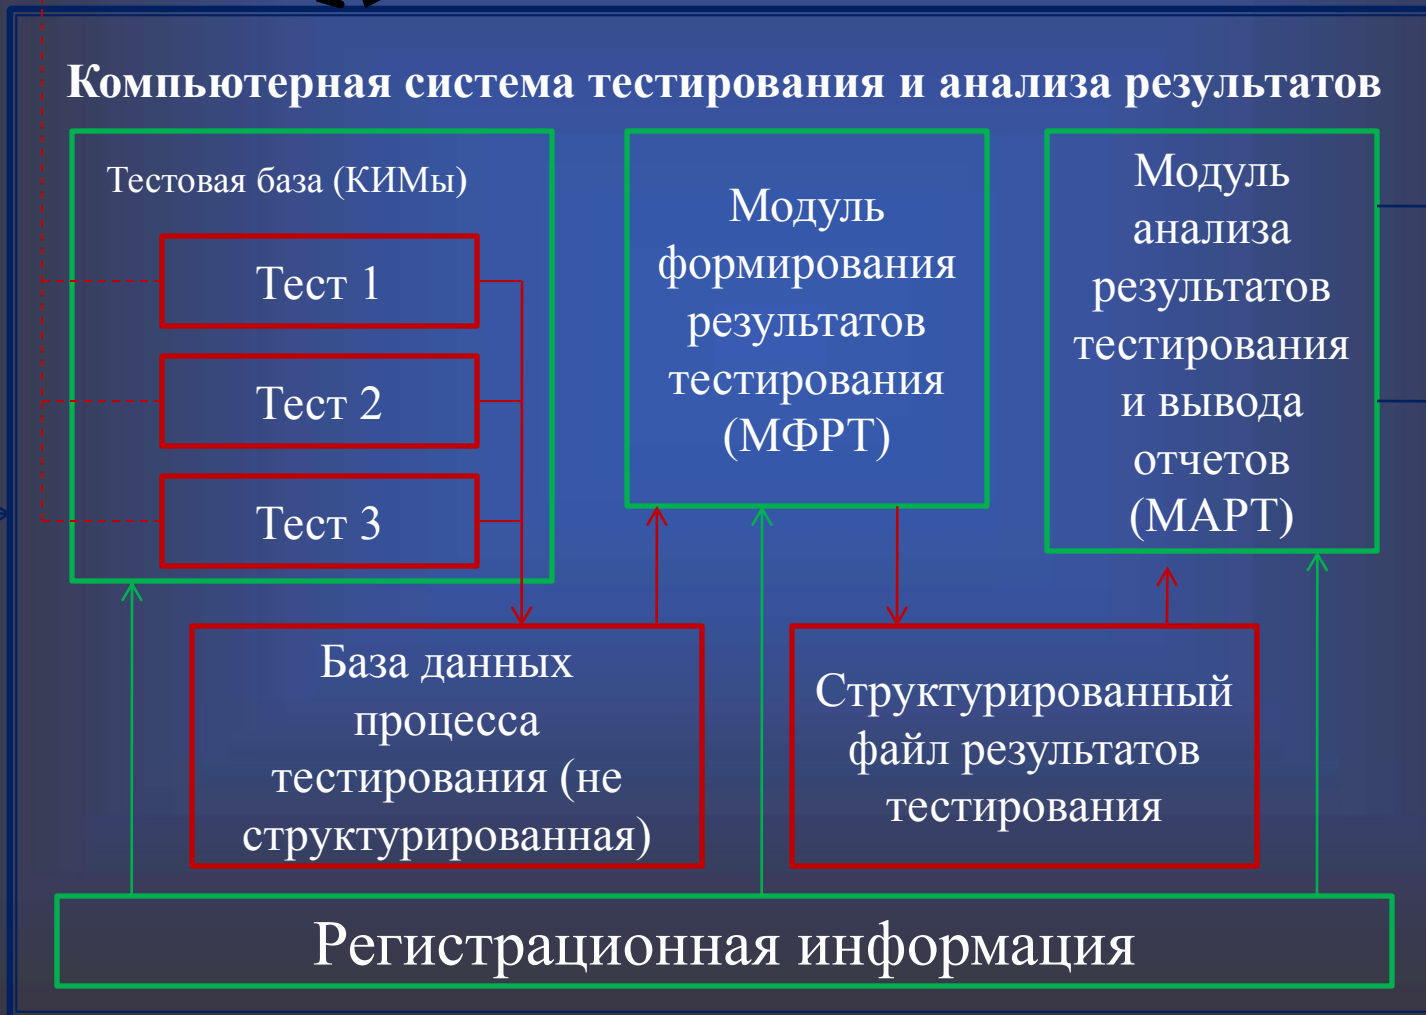 Компьютерная система тестирования и анализа результатов
Тестовая база (КИМы)
Тест 1
Тест 2
Тест 3
Модуль
формирования
результатов
тестирования
(МФРТ)
Модуль
анализа
результатов
тестирования
и вывода
отчетов
(МАРТ)
База данных
процесса
тестирования (не
структурированная)
Структурированный
файл результатов
тестирования
Регистрационная информация